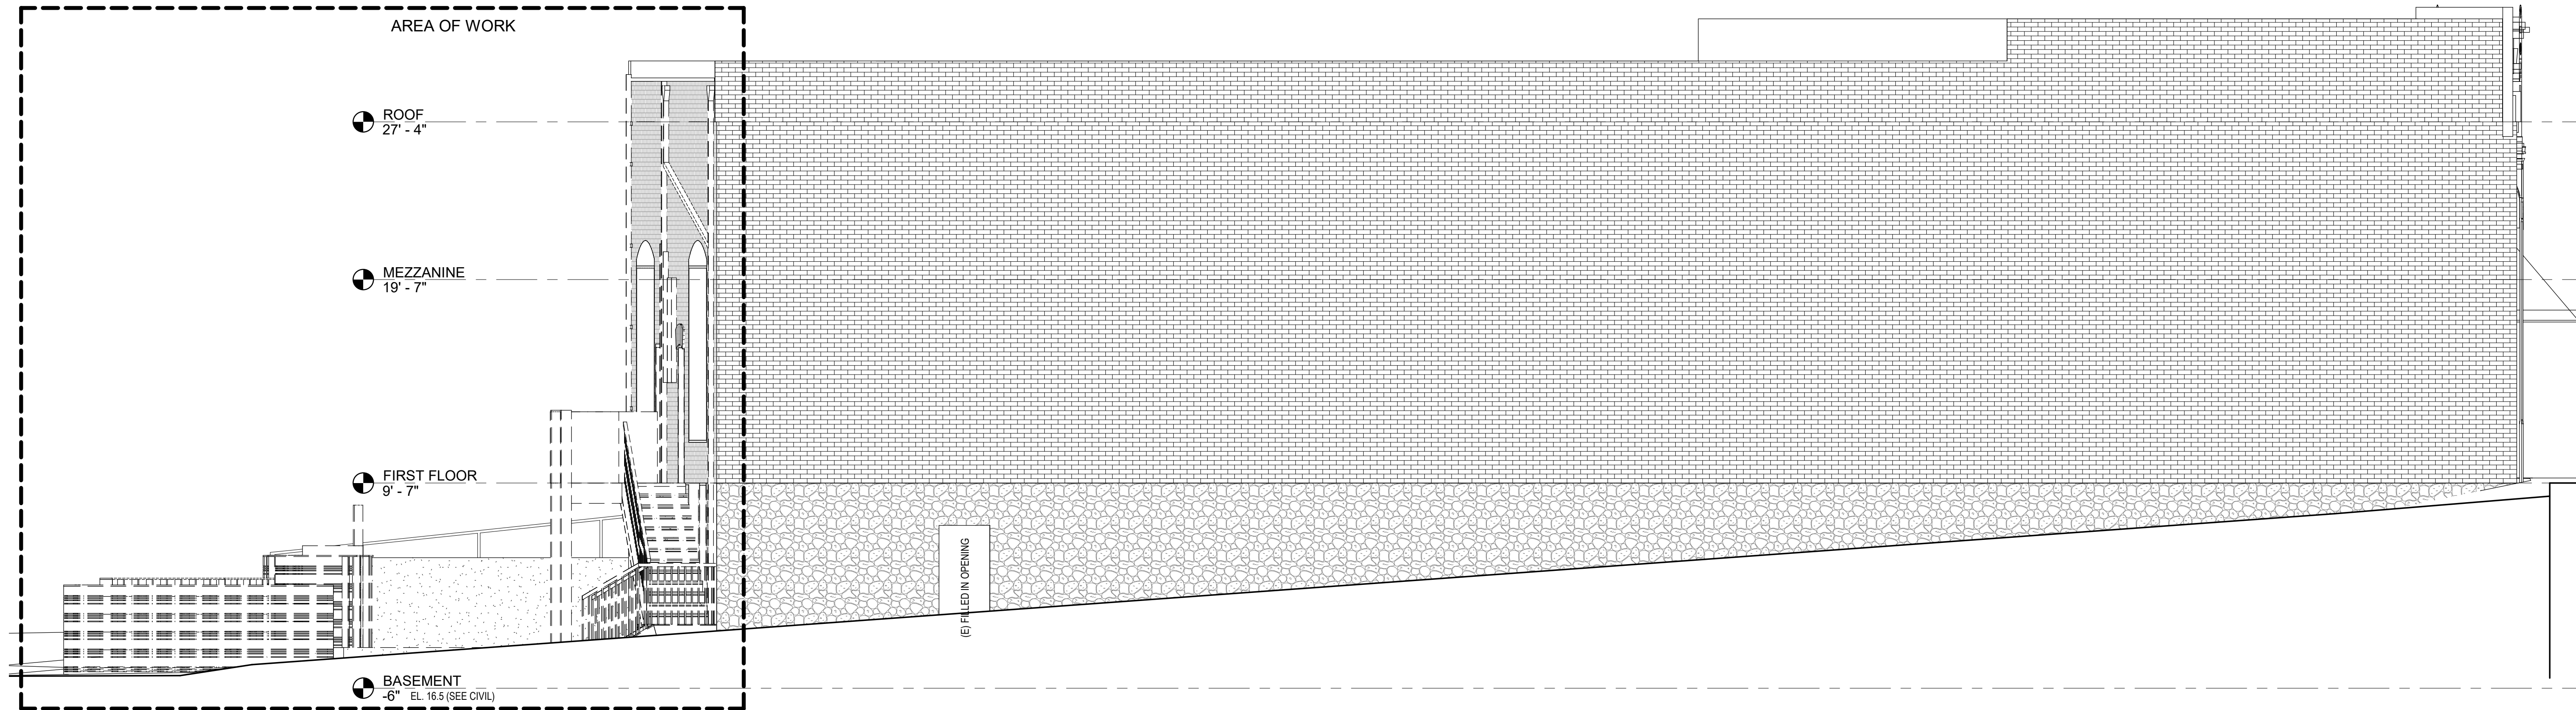 AREA OF WORK
ROOF
27' - 4"
MEZZANINE
19' - 7"
FIRST FLOOR
9' - 7"
(E) FILLED IN OPENING
BASEMENT
-6" EL. 16.5 (SEE CIVIL)